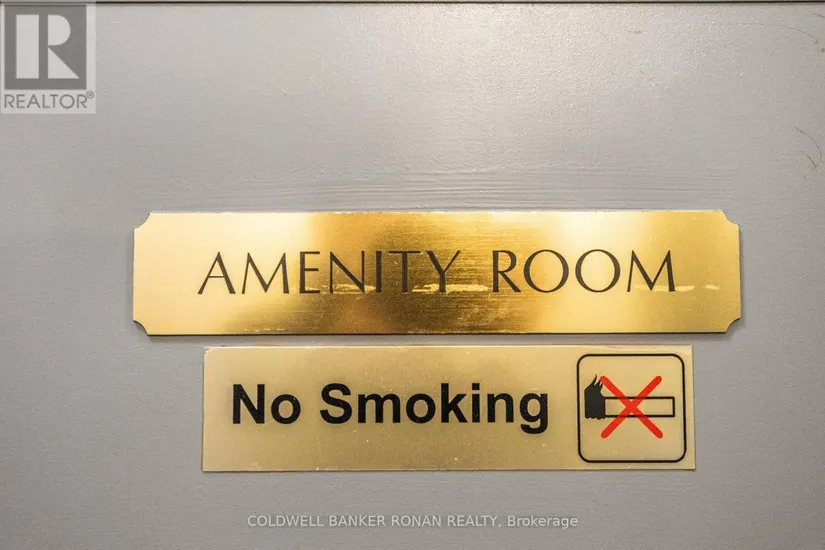 R
REALTOR®
AMENITY ROOM
No Smoking
COLDWELL BANKER RONAN REALTY, Brokerage